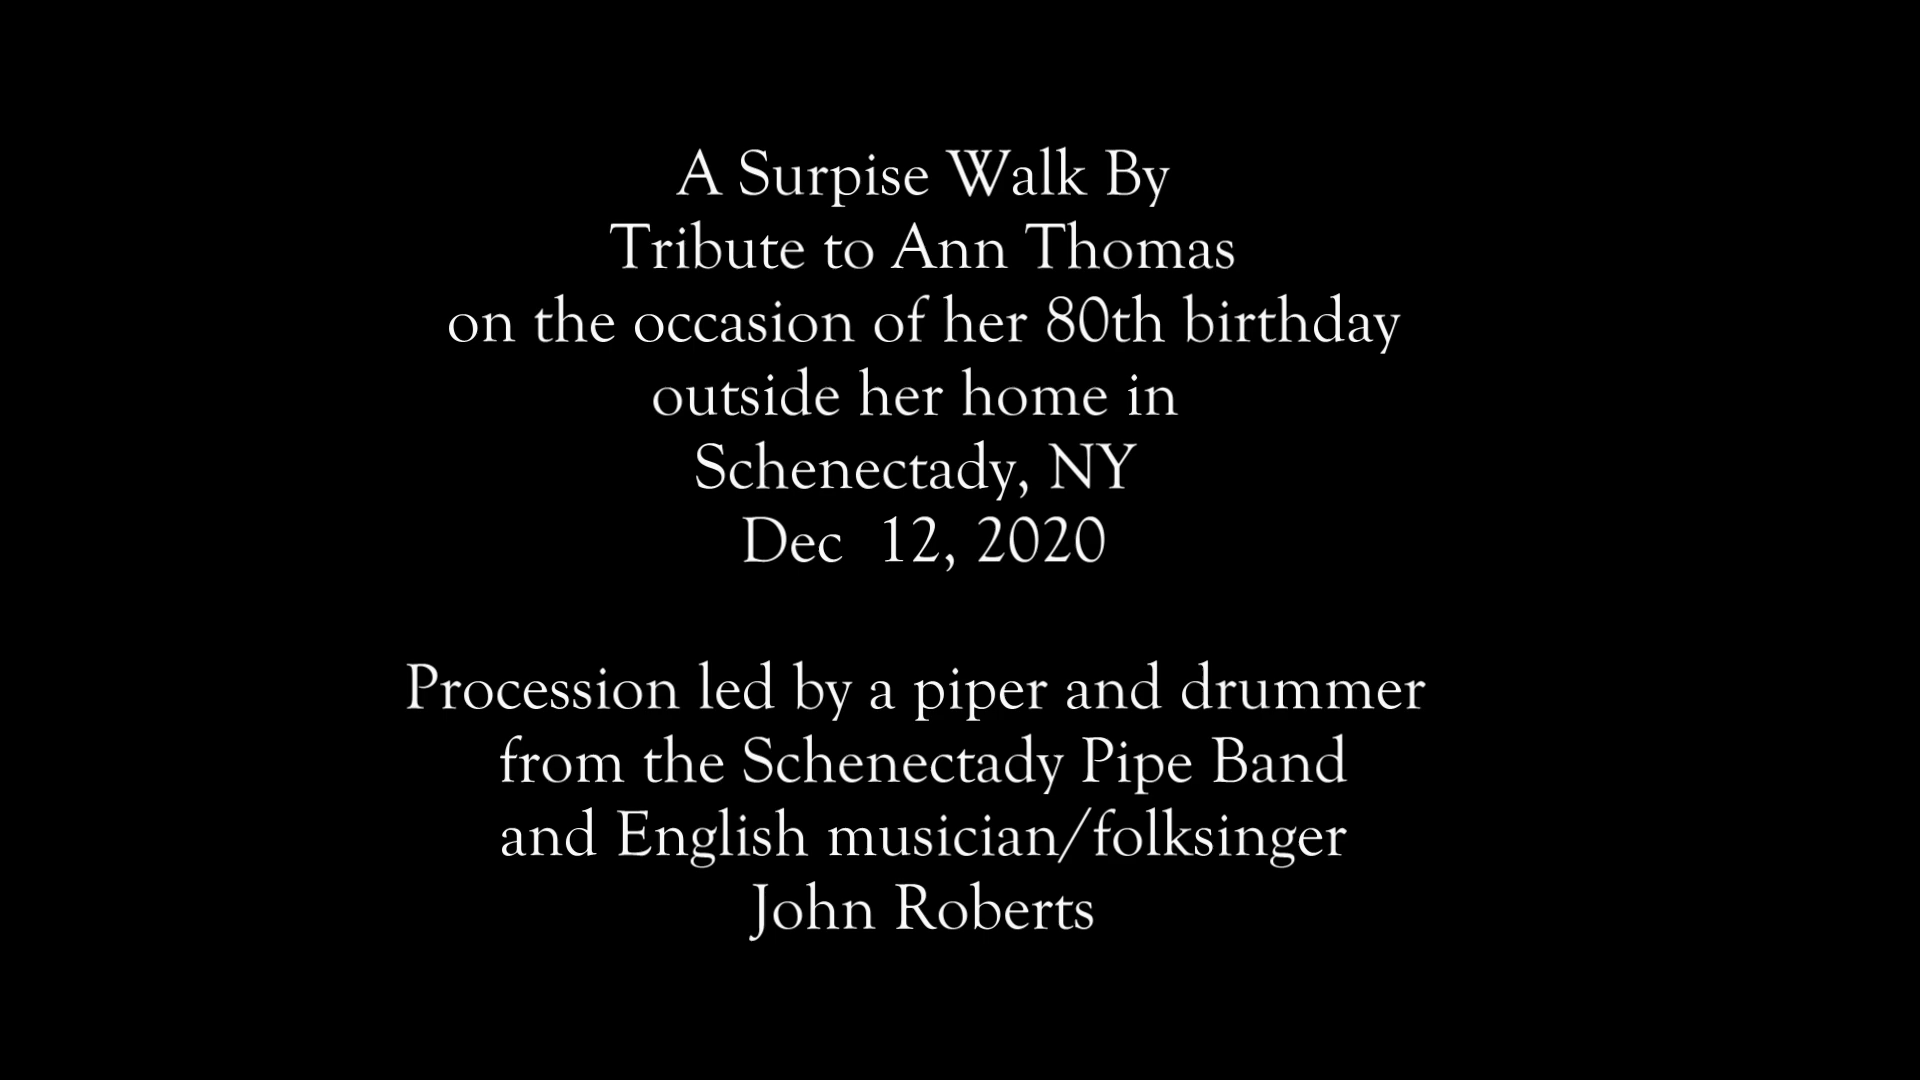 A Surpise Walk By
Tribute to Ann Thomas
on the occasion of her 80th birthday
outside her home in
Schenectady, NY
Dec  12, 2020
Procession led by a piper and drummer
from the Schenectady Pipe Band
and English musician/folksinger
John Roberts